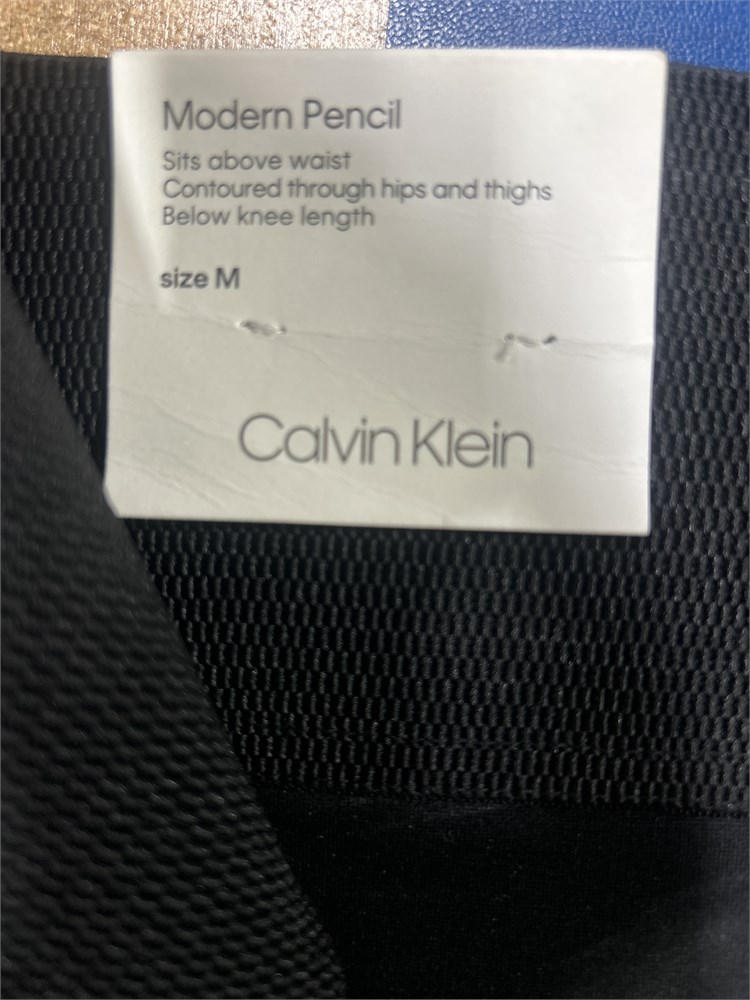 Modern Pencil
Sits above waist
Contoured through hips and thighs
Below knee length
size M
Calvin Klein